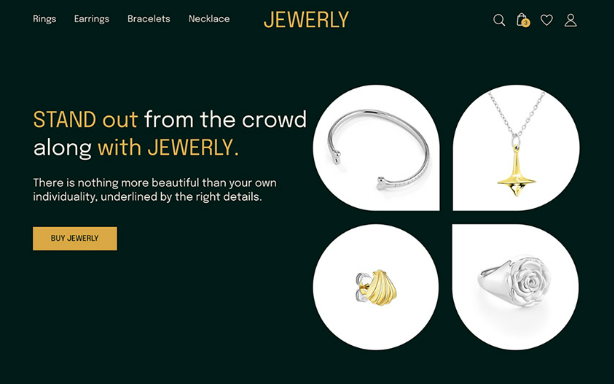 Rings Earrings Bracelets Necklace JEWERLY 3
STAND out from the crowd
along with JEWERLY.
There is nothing more beautiful than your own
individuality, underlined by the right details.
BUY JEWERLY